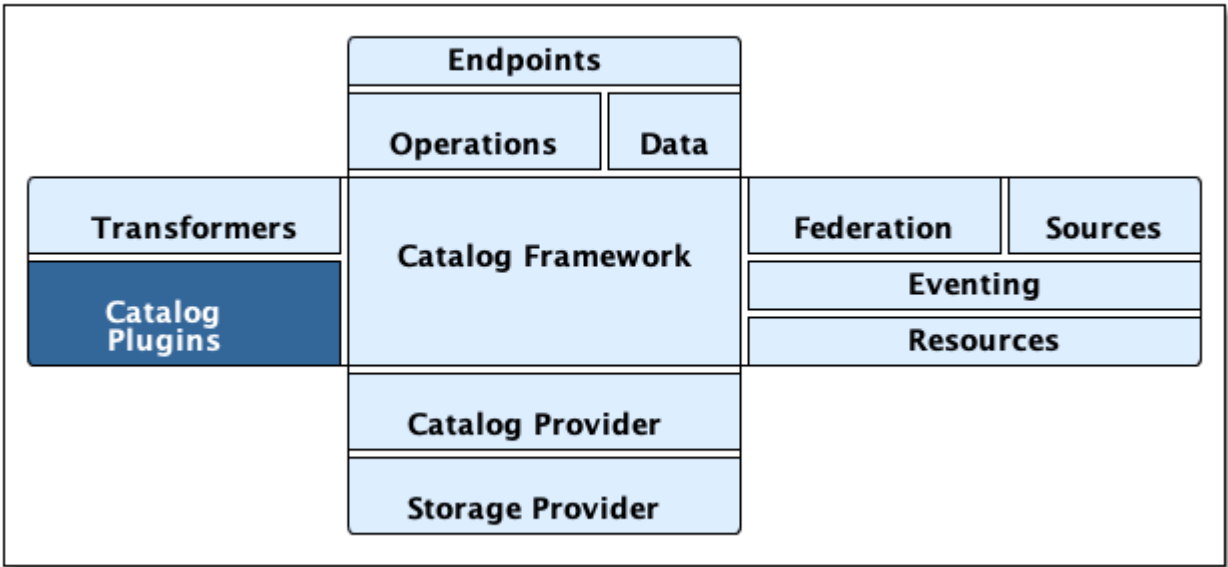 Endpoints
Operations
Data
Transformers
Catalog Framework
Federation
Sources
Catalog
Plugins
Eventing
Resources
Catalog Provider
Storage Provider